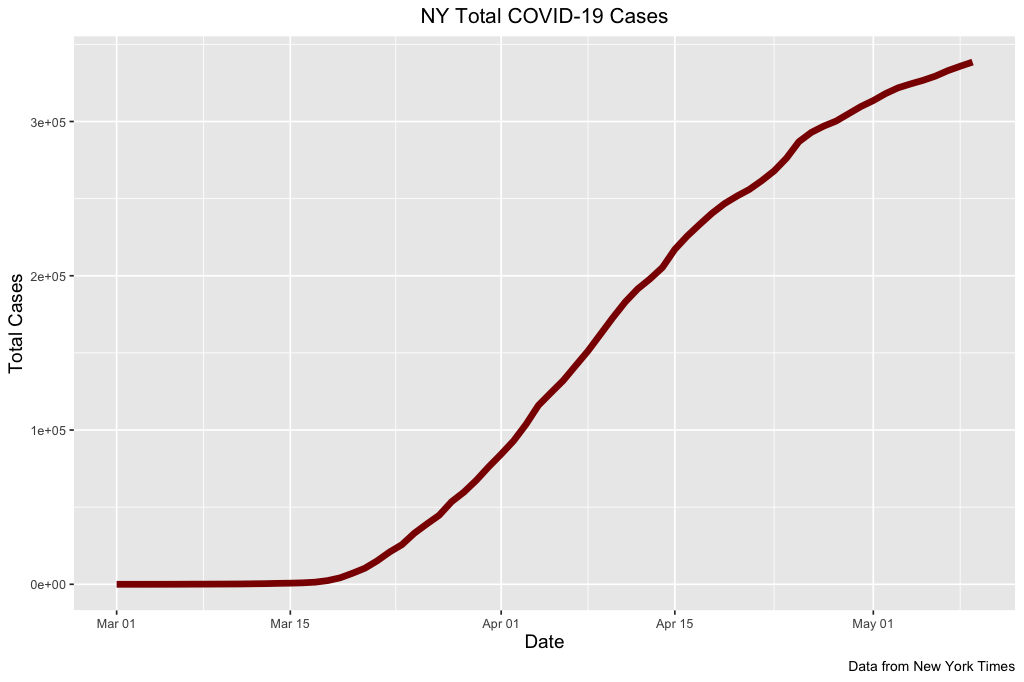 NY Total COVID-19 Cases
Total Cases
3e+05
2e+05
1e+05
0e+00
Mar 01
Mar 15
Apr 01
Apr 15
May 01
Date
Data from New York Times